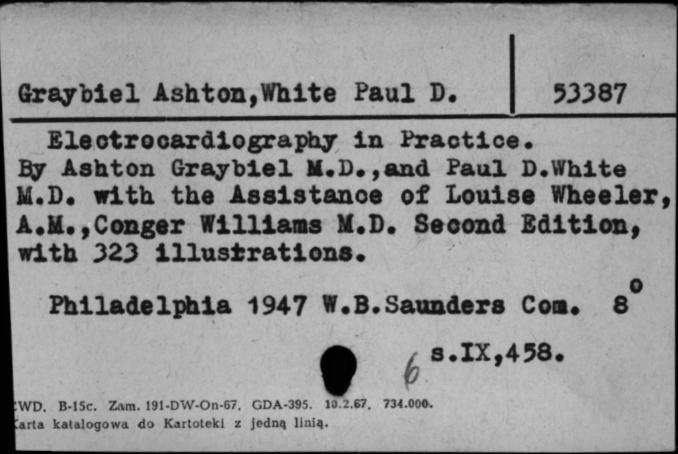 Graybiel Ashton,White Paul D. 53387
Electrocardiography in Practice.
By Ashton Graybiel M.D.,and Paul D.White
M.D. with the Assistance of Louise Wheeler,
A.M.,Conger Williams M.D. Second Edition,
with 323 illustrations.
Philadelphia 1947 W.B.Saunders Com. 8°
6 s.IX,458.
WD. B-15c. Zam. 191-DW-On-67. GDA-395. 10.2.67. 734.000.
Karta katalogowa do Kartoteki z jedną linią.